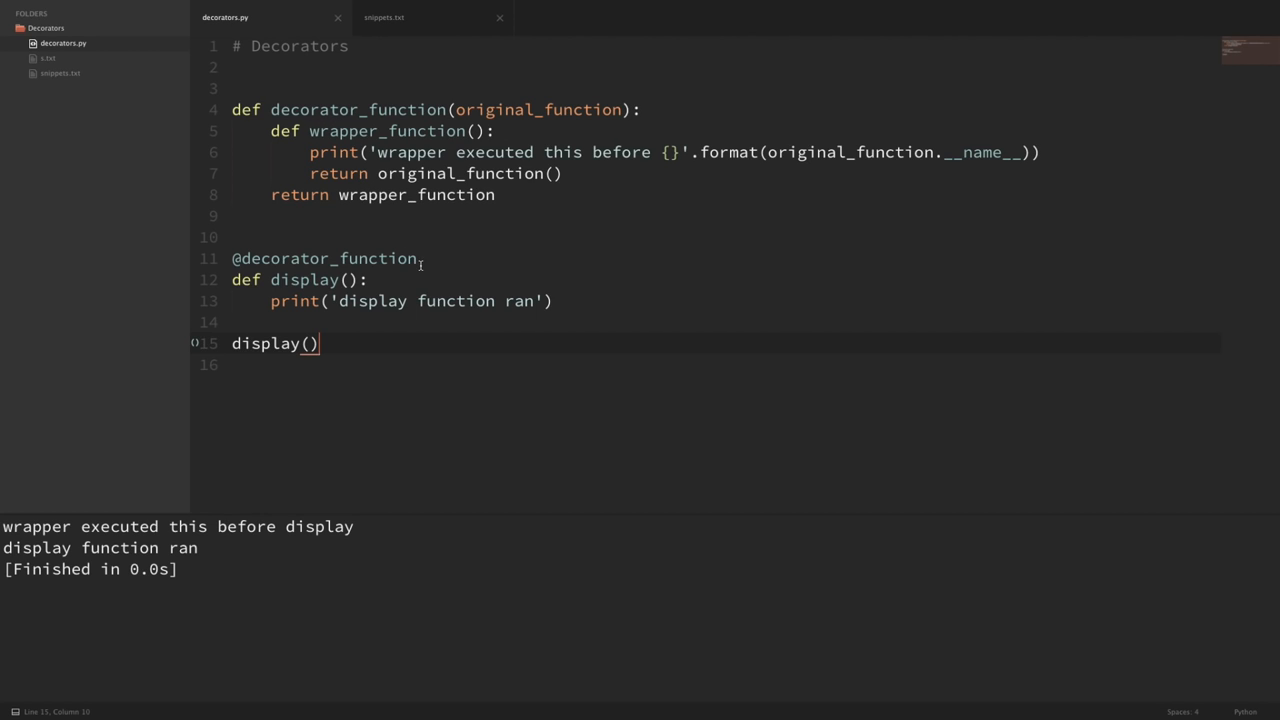 decorators.py
snippets.txt
FOLDERS
Decorators
decorators.py
s.txt
snippets.txt
1 # Decorators
2
3
4 def decorator_function(original_function):
5     def wrapper_function():
6         print('wrapper executed this before {}'.format(original_function.__name__))
7         return original_function()
8     return wrapper_function
9
10
11 @decorator_function
12 def display():
13     print('display function ran')
14
15 display()
16
wrapper executed this before display
display function ran
[Finished in 0.0s]
Line 15, Column 10
Spaces: 4
Python